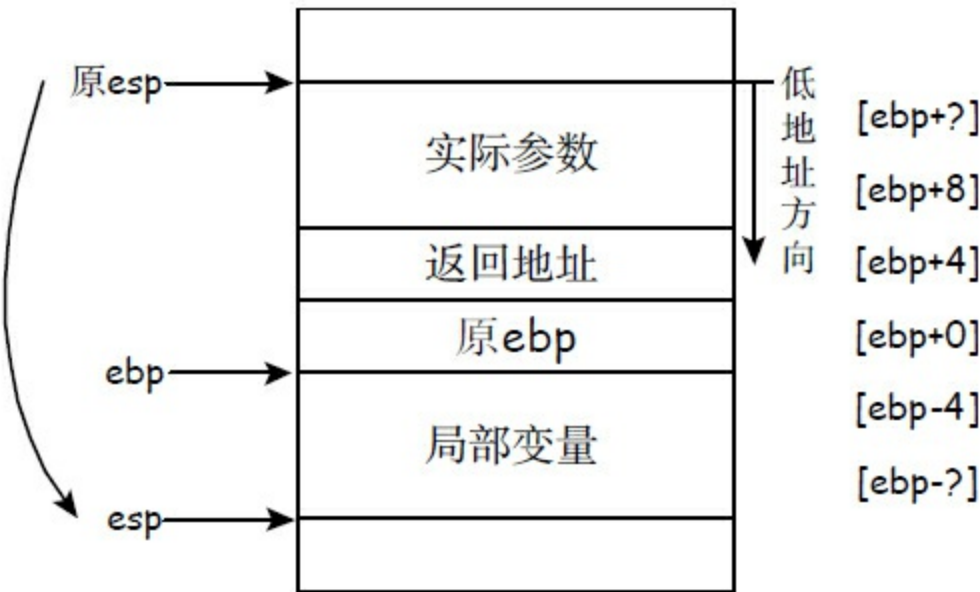 原esp
实际参数
低地址方向
[ebp+?]
[ebp+8]
返回地址
[ebp+4]
原ebp
[ebp+0]
ebp
[ebp-4]
局部变量
[ebp-?]
esp